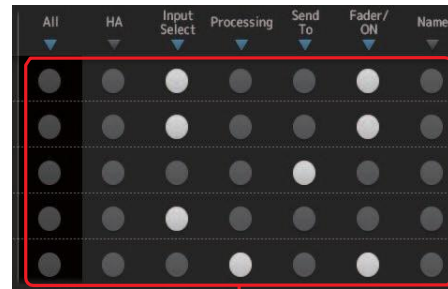 All
HA
Input
Select
Processing
Send
To
Fader/
ON
Name